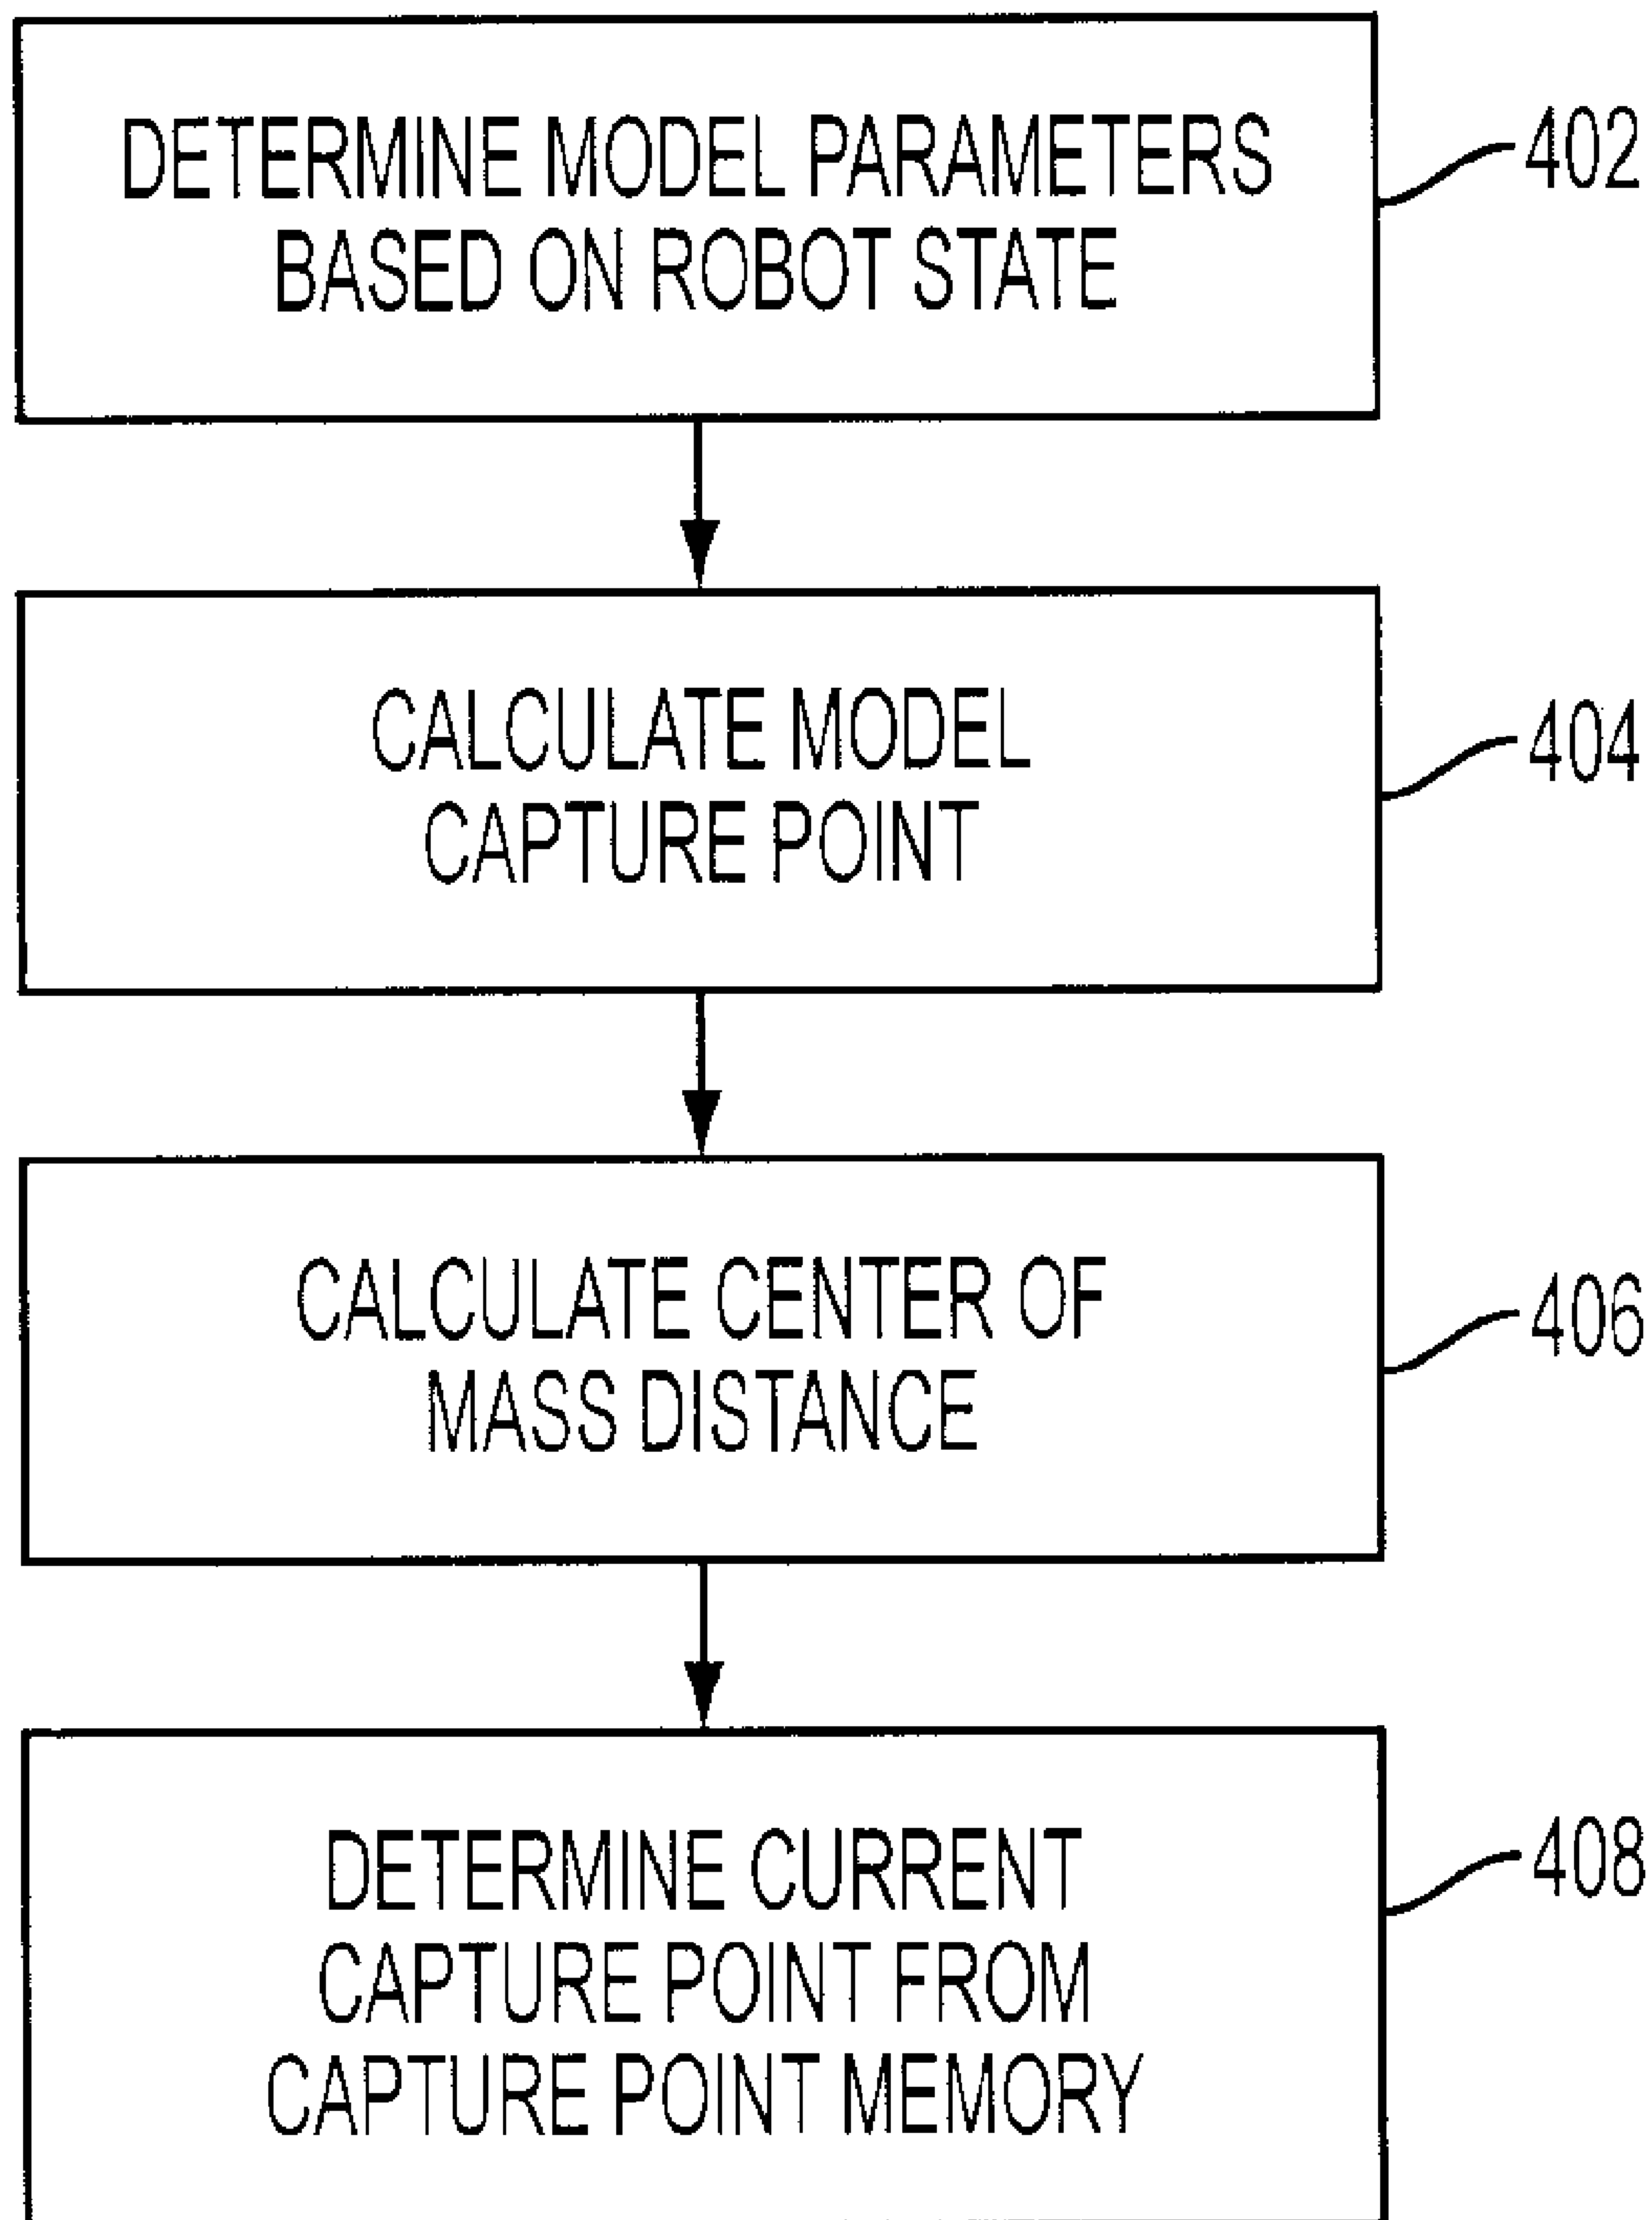 DETERMINE MODEL PARAMETERS
BASED ON ROBOT STATE
402
CALCULATE MODEL
CAPTURE POINT
404
CALCULATE CENTER OF
MASS DISTANCE
406
DETERMINE CURRENT
CAPTURE POINT FROM
CAPTURE POINT MEMORY
408